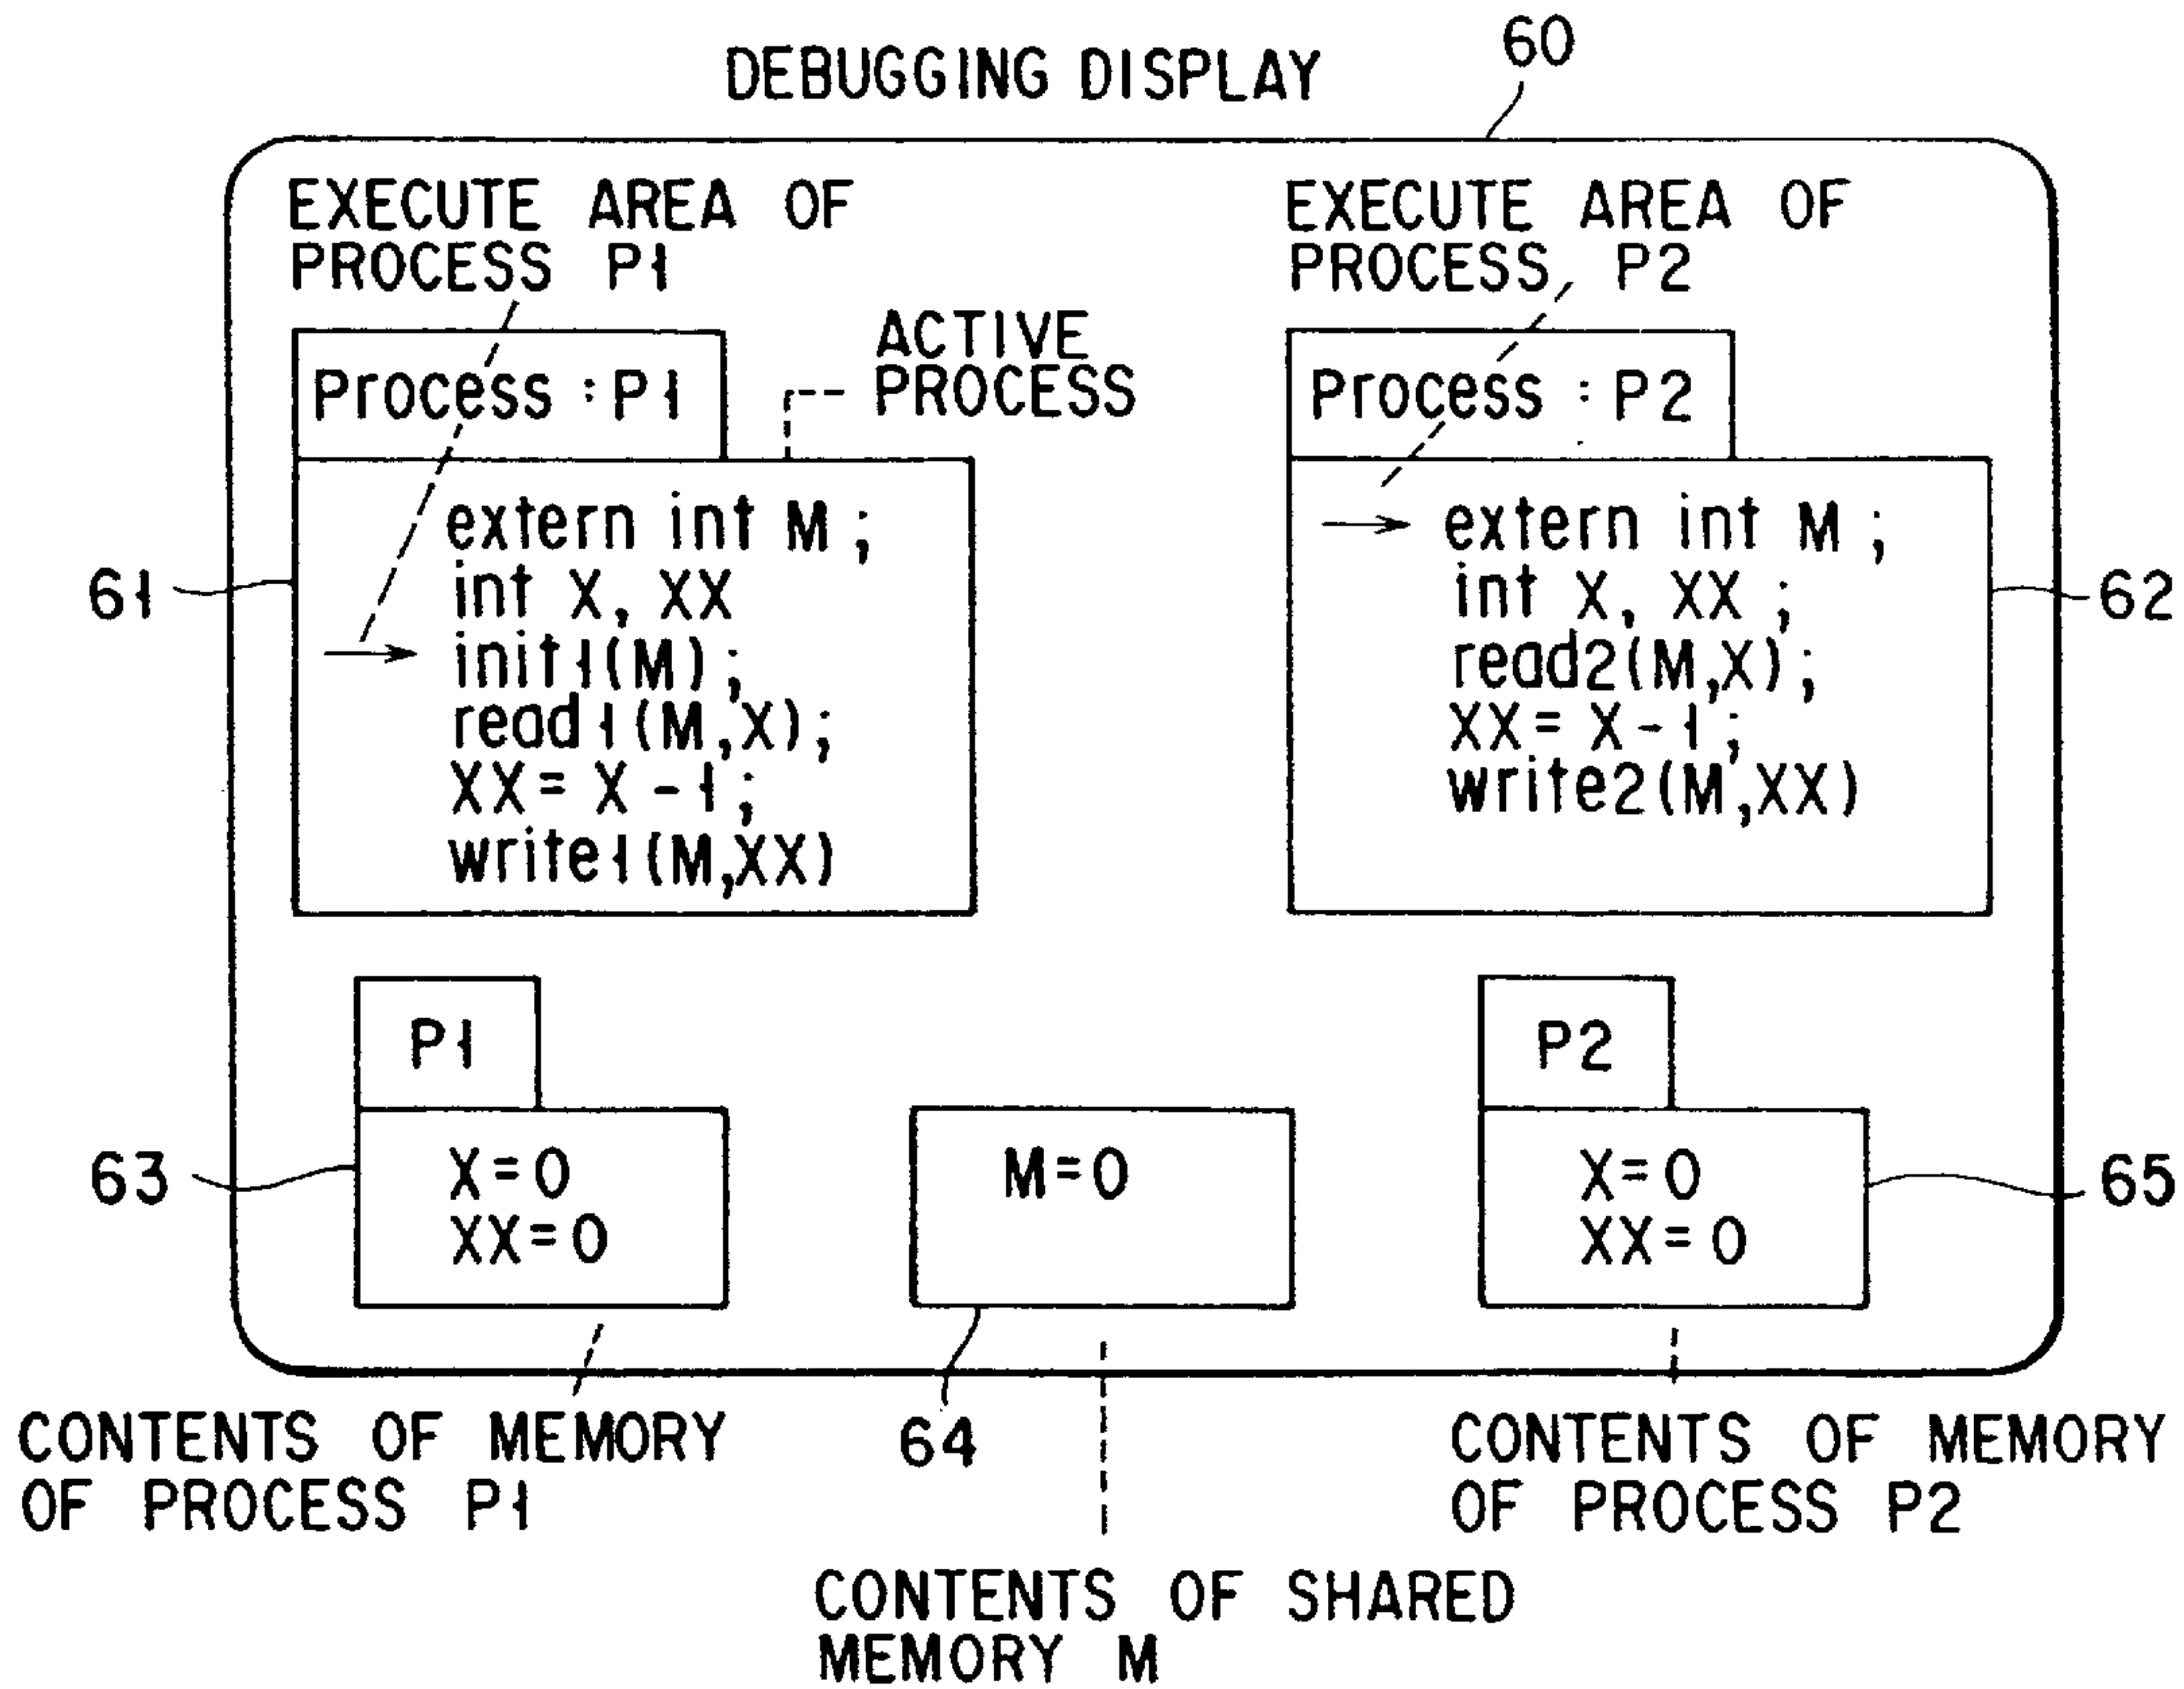 DEBUGGING DISPLAY
60
EXECUTE AREA OF
PROCESS P1
EXECUTE AREA OF
PROCESS P2
ACTIVE
PROCESS
Process : P1
Process : P2
61
extern int M ;
int X, XX
→ init1(M) ;
read1(M,X) ;
XX = X - 1 ;
write1(M,XX)
→ extern int M ;
int X, XX ;
read2(M,X) ;
XX = X - 1 ;
write2(M,XX)
62
P1
63
X=0
XX=0
M=0
64
P2
X=0
XX=0
65
CONTENTS OF MEMORY
OF PROCESS P1
CONTENTS OF SHARED
MEMORY M
CONTENTS OF MEMORY
OF PROCESS P2